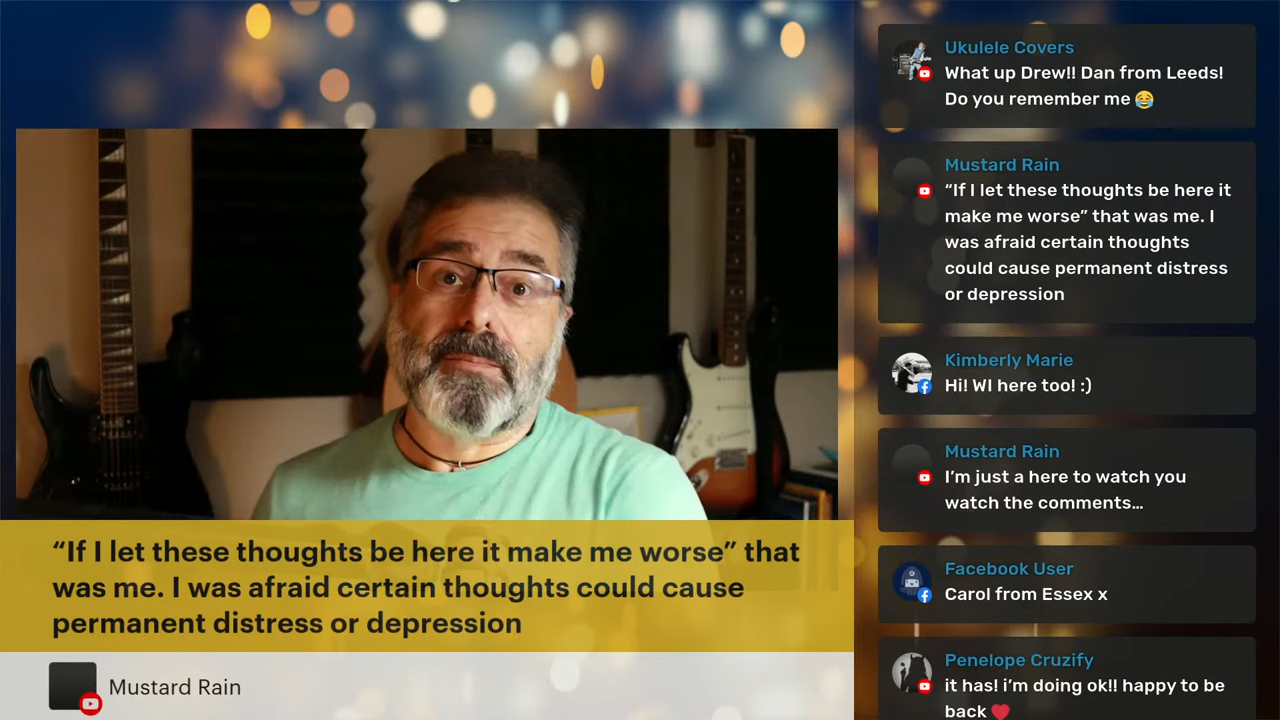 “If I let these thoughts be here it make me worse” that
was me. I was afraid certain thoughts could cause
permanent distress or depression
Mustard Rain
Ukulele Covers
What up Drew!! Dan from Leeds!
Do you remember me 😂
Mustard Rain
“If I let these thoughts be here it
make me worse” that was me. I
was afraid certain thoughts
could cause permanent distress
or depression
Kimberly Marie
Hi! WI here too! :)
Mustard Rain
I’m just a here to watch you
watch the comments…
Facebook User
Carol from Essex x
Penelope Cruzify
it has! i’m doing ok!! happy to be
back ❤️